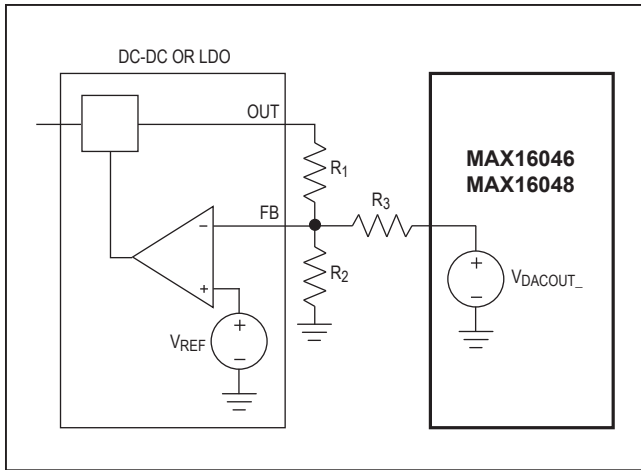 DC-DC OR LDO
OUT
R1
MAX16046
MAX16048
R3
FB
−
R2
+
+
VDACOUT_
−
VREF
+
−